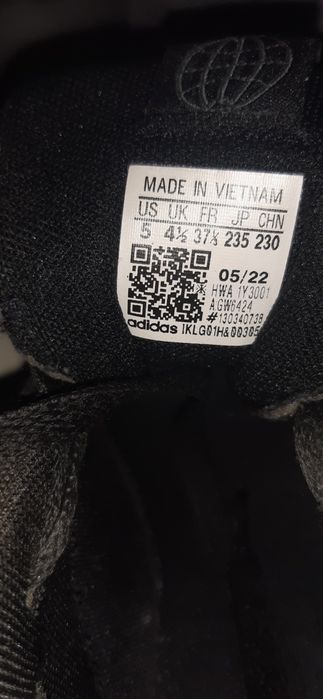 MADE IN VIETNAM
US UK FR JP CHN
5 4½ 37⅓ 235 230
05/22
HWA 1Y3001
A.GW6424
#130340738
adidas